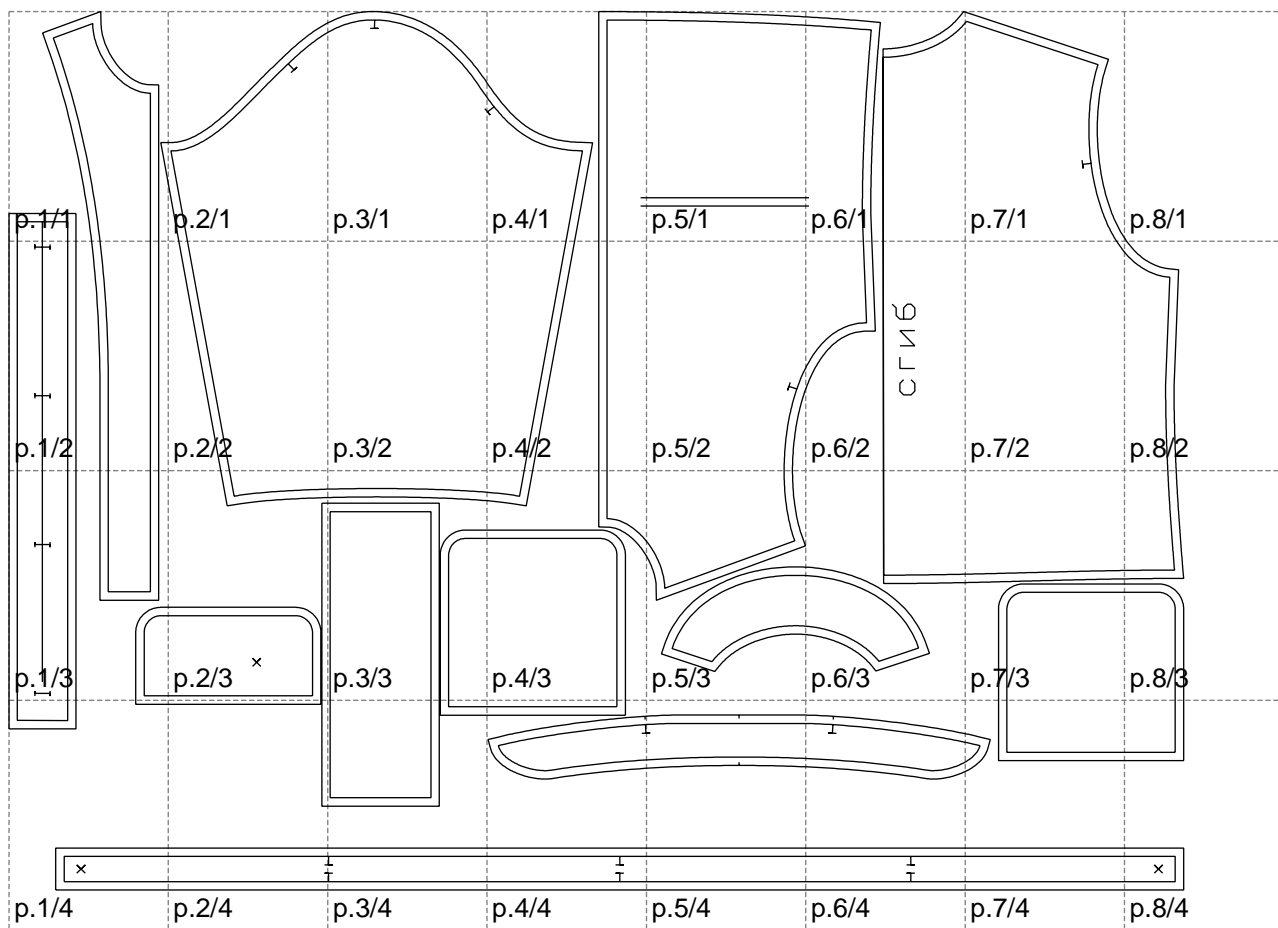 p.1/1 p.2/1 p.3/1 p.4/1 p.5/1 p.6/1 p.7/1 p.8/1
сгиб
p.1/2 p.2/2 p.3/2 p.4/2 p.5/2 p.6/2 p.7/2 p.8/2
p.1/3 p.2/3 p.3/3 p.4/3 p.5/3 p.6/3 p.7/3 p.8/3
p.1/4 p.2/4 p.3/4 p.4/4 p.5/4 p.6/4 p.7/4 p.8/4